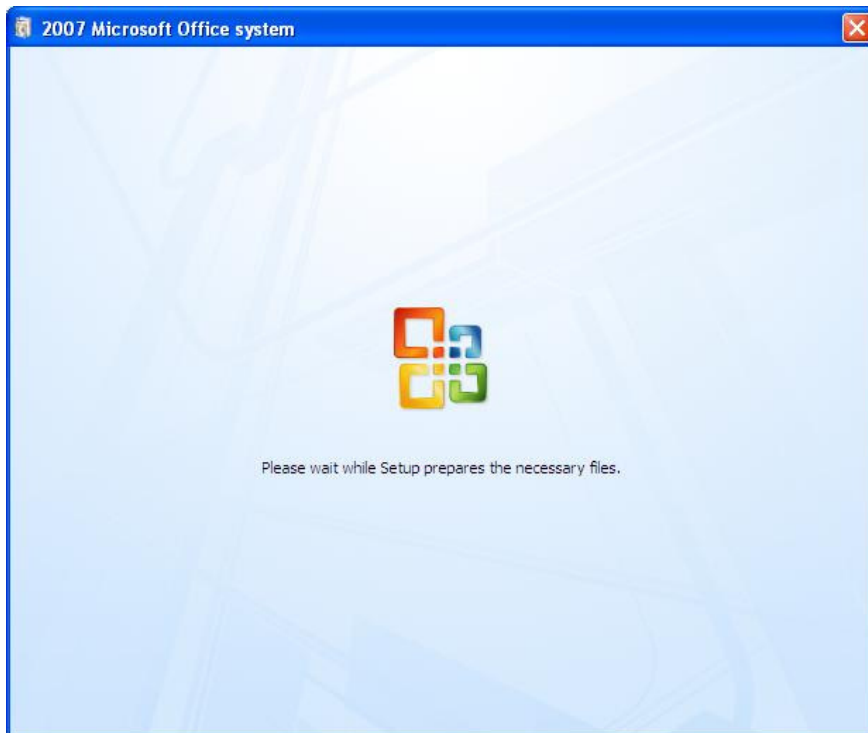 2007 Microsoft Office system
Please wait while Setup prepares the necessary files.